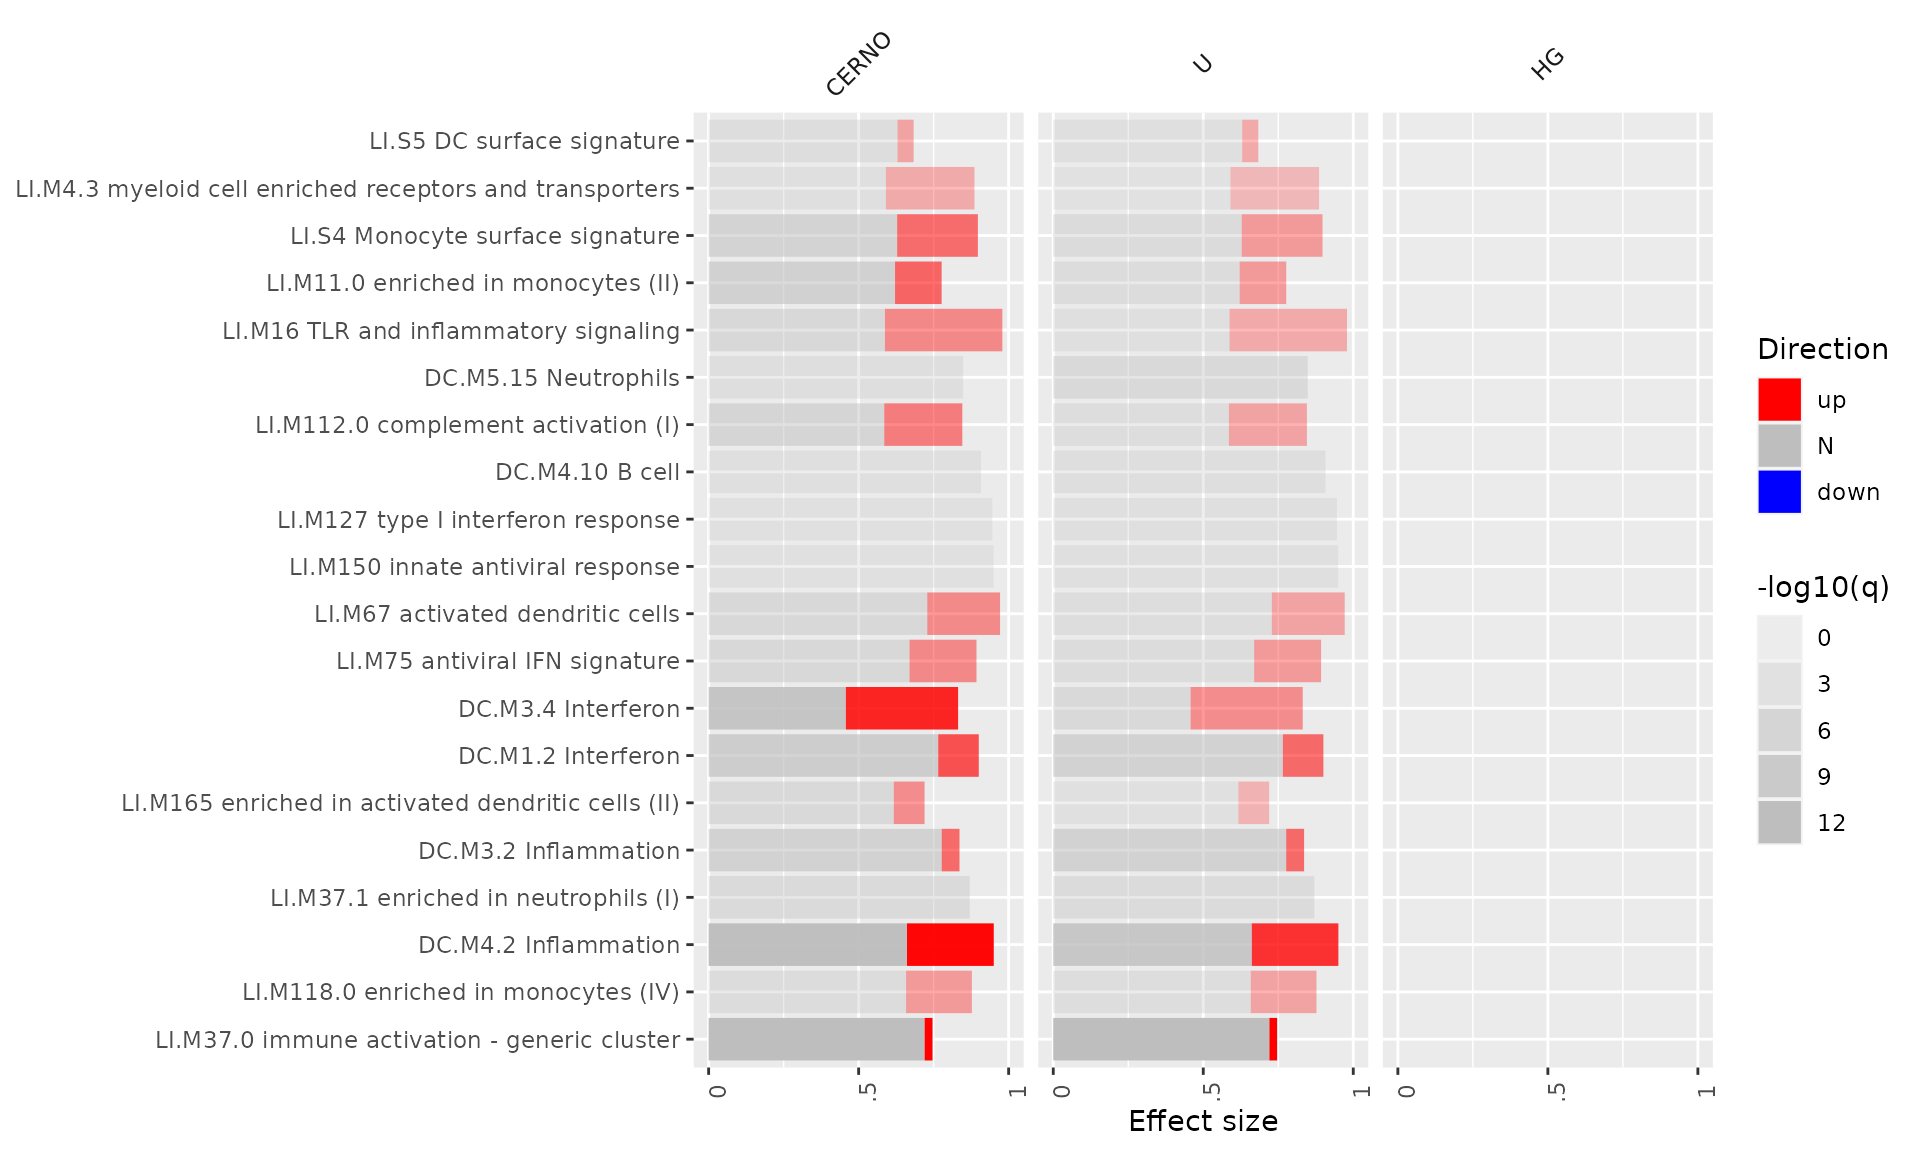 CERNO
U
HG
LI.S5 DC surface signature
LI.M4.3 myeloid cell enriched receptors and transporters
LI.S4 Monocyte surface signature
LI.M11.0 enriched in monocytes (II)
LI.M16 TLR and inflammatory signaling
DC.M5.15 Neutrophils
LI.M112.0 complement activation (I)
DC.M4.10 B cell
LI.M127 type I interferon response
LI.M150 innate antiviral response
LI.M67 activated dendritic cells
LI.M75 antiviral IFN signature
DC.M3.4 Interferon
DC.M1.2 Interferon
LI.M165 enriched in activated dendritic cells (II)
DC.M3.2 Inflammation
LI.M37.1 enriched in neutrophils (I)
DC.M4.2 Inflammation
LI.M118.0 enriched in monocytes (IV)
LI.M37.0 immune activation - generic cluster
0 .5 1
0 .5 1
0 .5 1
Effect size
Direction
up
N
down
-log10(q)
0
3
6
9
12